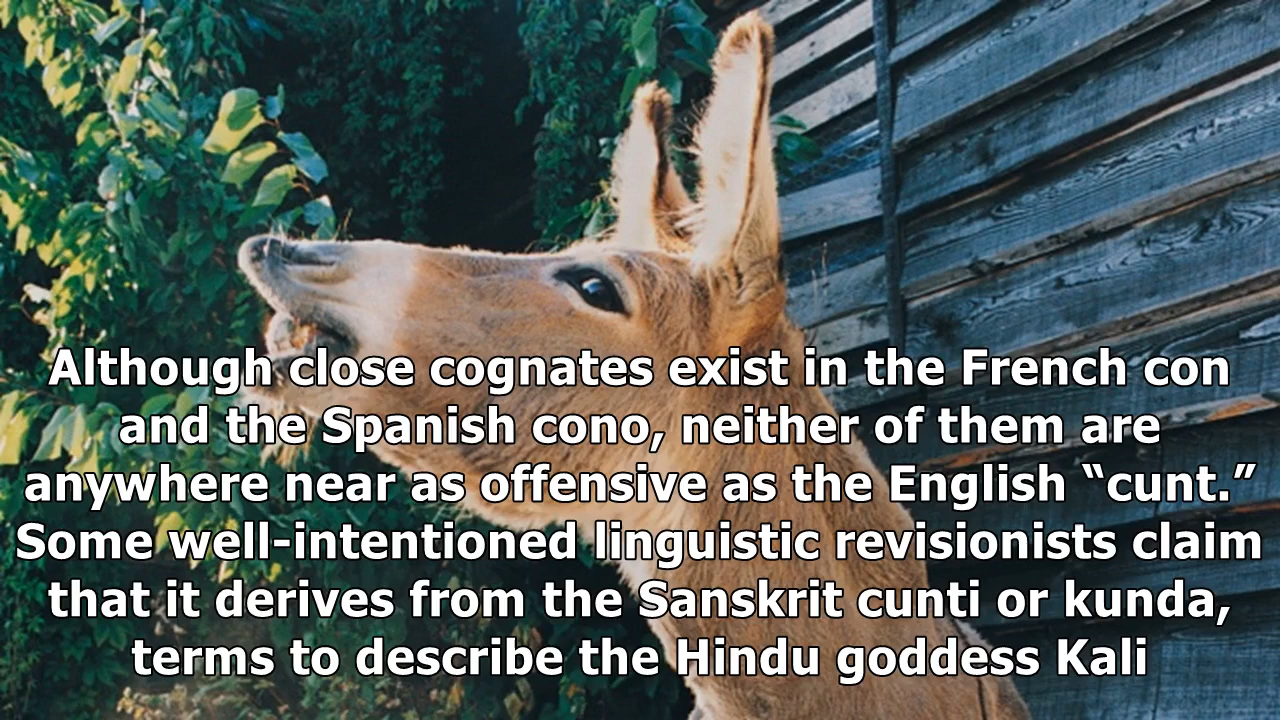 Although close cognates exist in the French con
and the Spanish cono, neither of them are
anywhere near as offensive as the English “cunt.”
Some well-intentioned linguistic revisionists claim
that it derives from the Sanskrit cunti or kunda,
terms to describe the Hindu goddess Kali